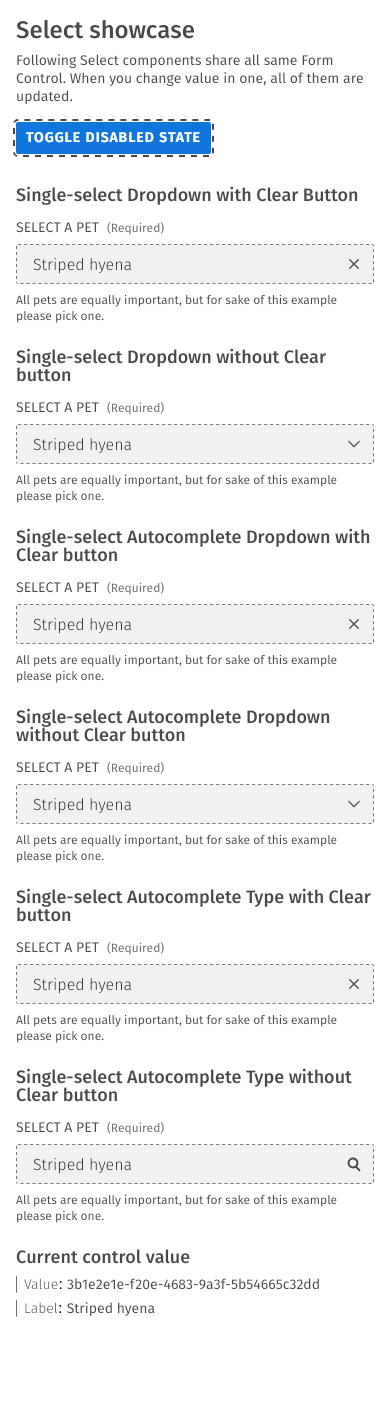 Select showcase
Following Select components share all same Form
Control. When you change value in one, all of them are
updated.
TOGGLE DISABLED STATE
Single-select Dropdown with Clear Button
SELECT A PET (Required)
Striped hyena
All pets are equally important, but for sake of this example
please pick one.
Single-select Dropdown without Clear
button
SELECT A PET (Required)
Striped hyena
All pets are equally important, but for sake of this example
please pick one.
Single-select Autocomplete Dropdown with
Clear button
SELECT A PET (Required)
Striped hyena
All pets are equally important, but for sake of this example
please pick one.
Single-select Autocomplete Dropdown
without Clear button
SELECT A PET (Required)
Striped hyena
All pets are equally important, but for sake of this example
please pick one.
Single-select Autocomplete Type with Clear
button
SELECT A PET (Required)
Striped hyena
All pets are equally important, but for sake of this example
please pick one.
Single-select Autocomplete Type without
Clear button
SELECT A PET (Required)
Striped hyena
All pets are equally important, but for sake of this example
please pick one.
Current control value
Value: 3b1e2e1e-f20e-4683-9a3f-5b54665c32dd
Label: Striped hyena